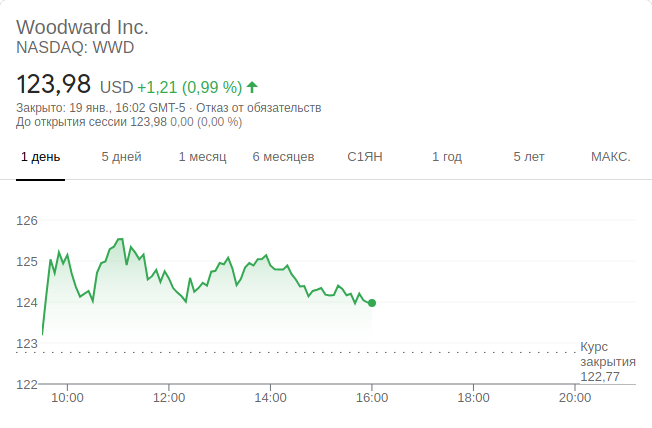 Woodward Inc.
NASDAQ: WWD
123,98 USD +1,21 (0,99 %)
Закрыто: 19 янв., 16:02 GMT-5 · Отказ от обязательств
До открытия сессии 123,98 0,00 (0,00 %)
1 день 5 дней 1 месяц 6 месяцев С1ЯН 1 год 5 лет МАКС.
126
125
124
123
Курс
закрытия
122,77
122
10:00 12:00 14:00 16:00 18:00 20:00